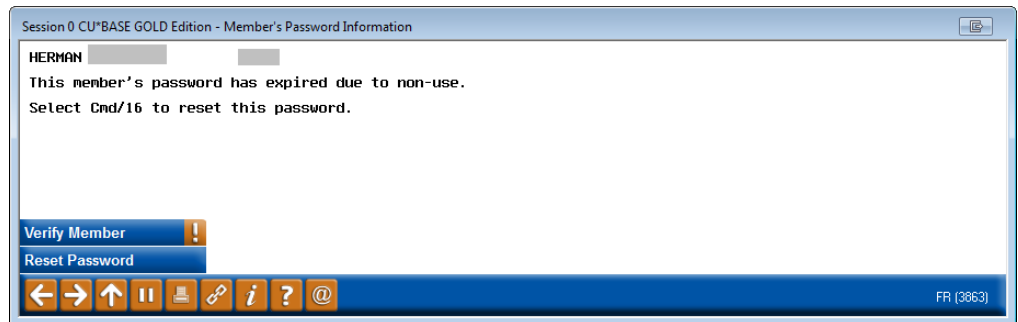 Session 0 CU*BASE GOLD Edition - Member's Password Information
HERMAN
This member's password has expired due to non-use.
Select Cmd/16 to reset this password.
Verify Member !
Reset Password
i ? @
FR (3863)